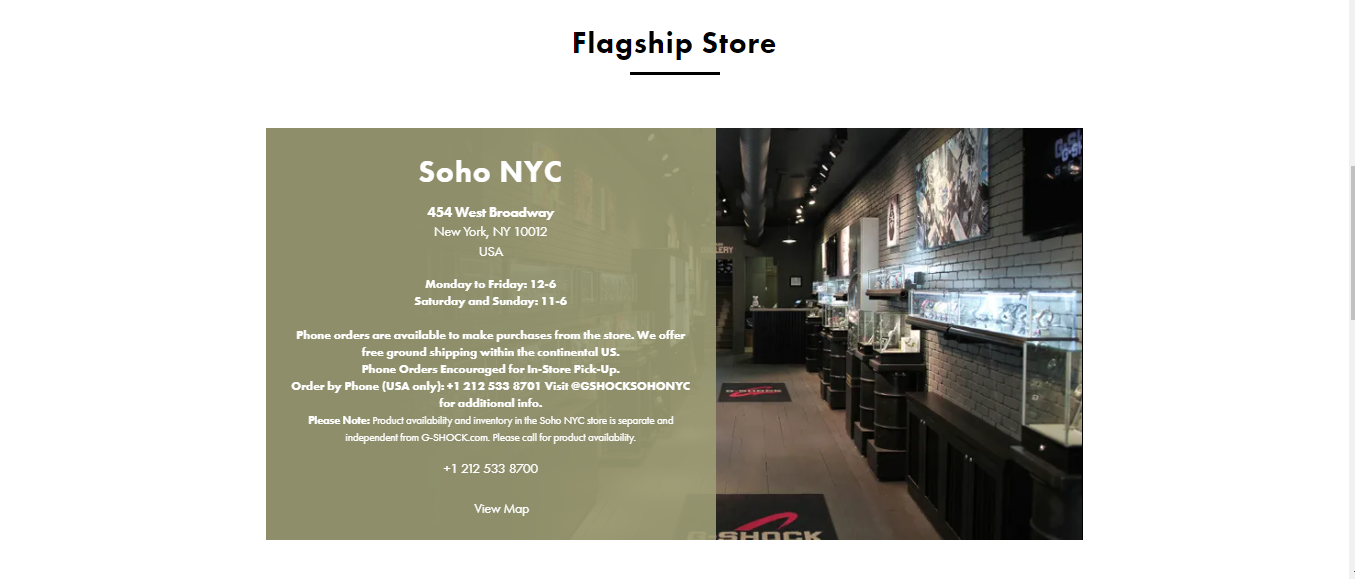 Flagship Store
Soho NYC
454 West Broadway
New York, NY 10012
USA
Monday to Friday: 12-6
Saturday and Sunday: 11-6
Phone orders are available to make purchases from the store. We offer
free ground shipping within the continental US.
Phone Orders Encouraged for In-Store Pick-Up.
Order by Phone (USA only): +1 212 533 8701 Visit @GSHOCKSOHONYC
for additional info.
Please Note: Product availability and inventory in the Soho NYC store is separate and
independent from G-SHOCK.com. Please call for product availability.
+1 212 533 8700
View Map
G-SHOCK
G-SHOCK